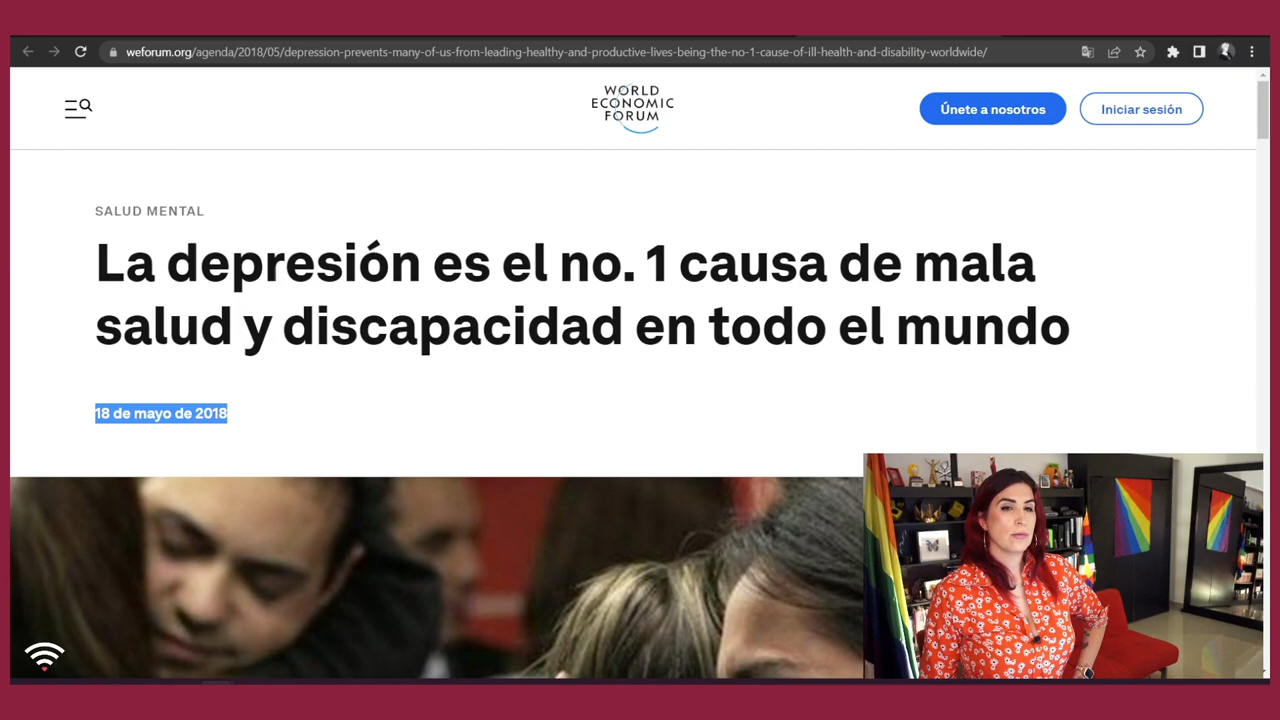 weforum.org/agenda/2018/05/depression-prevents-many-of-us-from-leading-healthy-and-productive-lives-being-the-no-1-cause-of-ill-health-and-disability-worldwide/
WORLD
ECONOMIC
FORUM
Únete a nosotros
Iniciar sesión
SALUD MENTAL
La depresión es el no. 1 causa de mala
salud y discapacidad en todo el mundo
18 de mayo de 2018